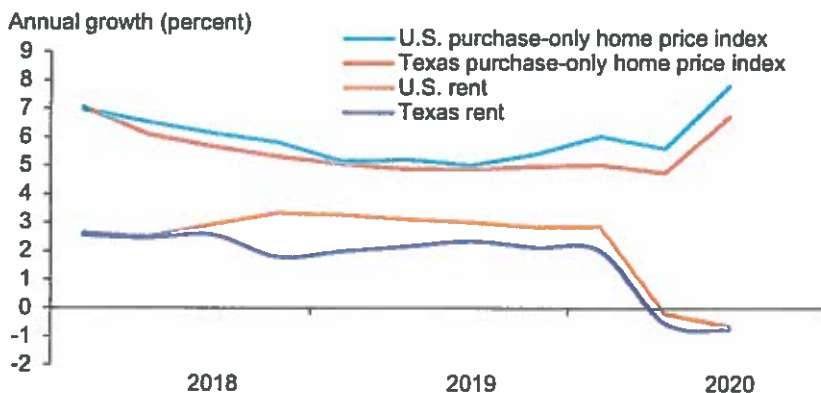 Annual growth (percent)
U.S. purchase-only home price index
Texas purchase-only home price index
U.S. rent
Texas rent
9
8
7
6
5
4
3
2
1
0
-1
-2
2018 2019 2020